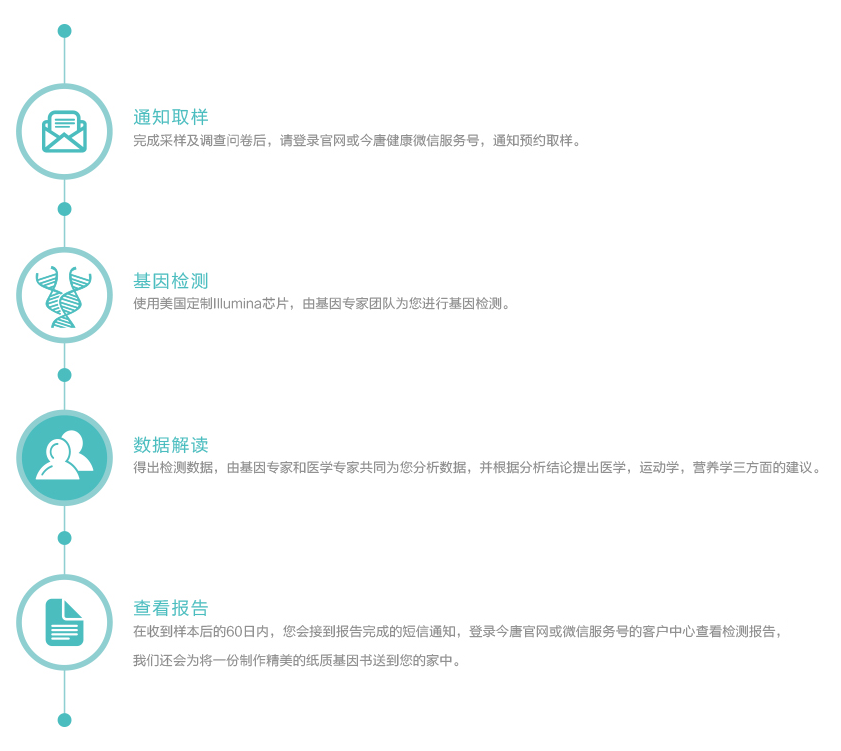 通知取样
完成采样及调查问卷后，请登录官网或今唐健康微信服务号，通知预约取样。
基因检测
使用美国定制Illumina芯片，由基因专家团队为您进行基因检测。
数据解读
得出检测数据，由基因专家和医学专家共同为您分析数据，并根据分析结论提出医学，运动学，营养学三方面的建议。
查看报告
在收到样本后的60日内，您会接到报告完成的短信通知，登录今唐官网或微信服务号的客户中心查看检测报告，
我们还会为将一份制作精美的纸质基因书送到您的家中。